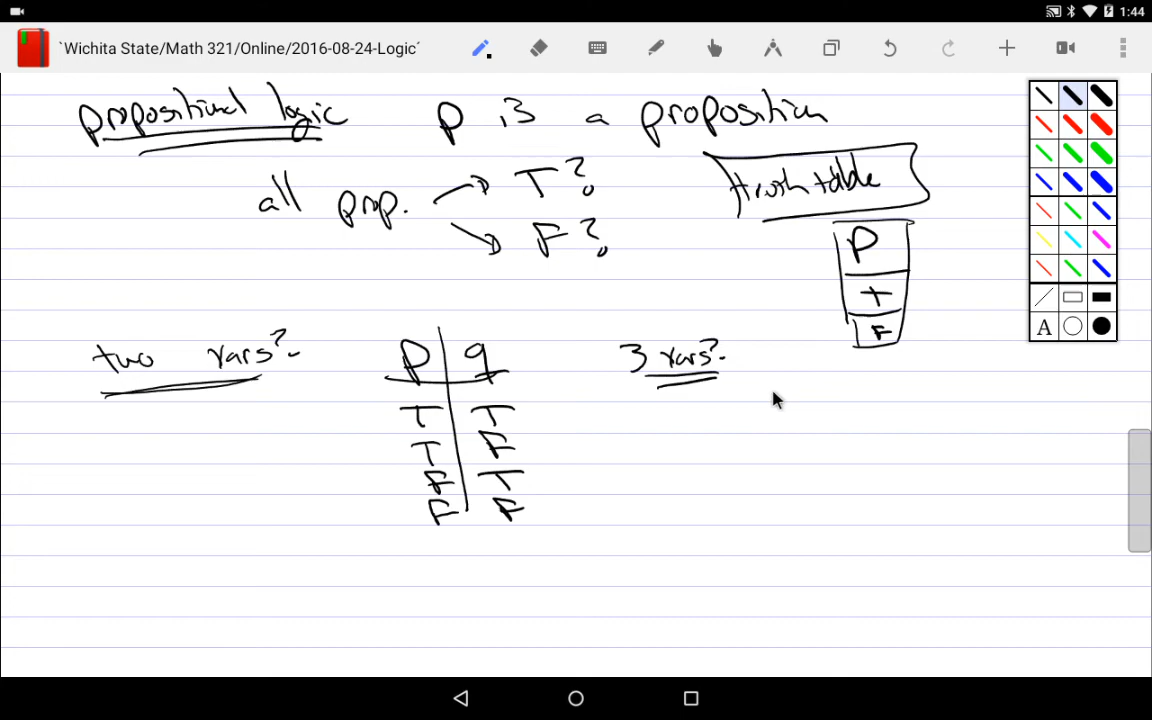 1:44
`Wichita State/Math 321/Online/2016-08-24-Logic´
propositional logic P is a proposition
all prop. T? truth table
F? P
T
F
two vars? P q 3 vars?
T T
T F
F T
F F
A